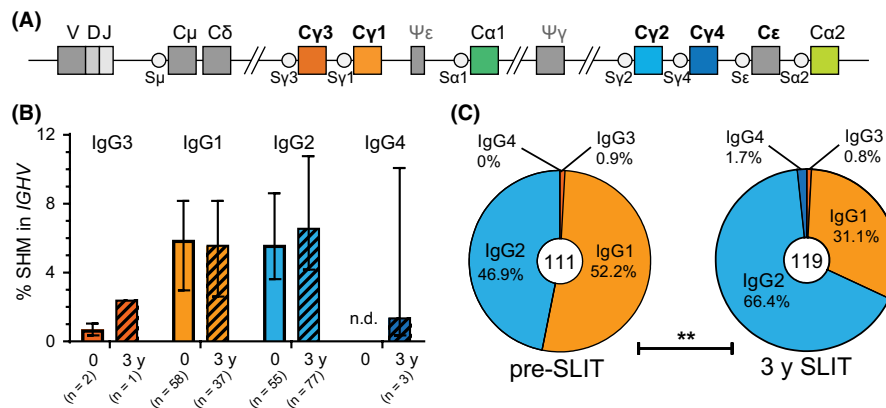 (A)
V D J Cμ Cδ Cγ3 Cγ1 Ψε Cα1 Ψγ Cγ2 Cγ4 Cε Cα2
Sμ Sγ3 Sγ1 Sα1 Sγ2 Sγ4 Sε Sα2
(B)
% SHM in IGHV
12
8
4
0
IgG3 IgG1 IgG2 IgG4
n.d.
0 3 y 0 3 y 0 3 y 0 3 y
(n = 2) (n = 1) (n = 58) (n = 37) (n = 55) (n = 77) (n = 3)
(C)
IgG4
0%
IgG3
0.9%
IgG2
46.9%
111
IgG1
52.2%
pre-SLIT
**
IgG4
1.7%
IgG3
0.8%
IgG1
31.1%
119
IgG2
66.4%
3 y SLIT